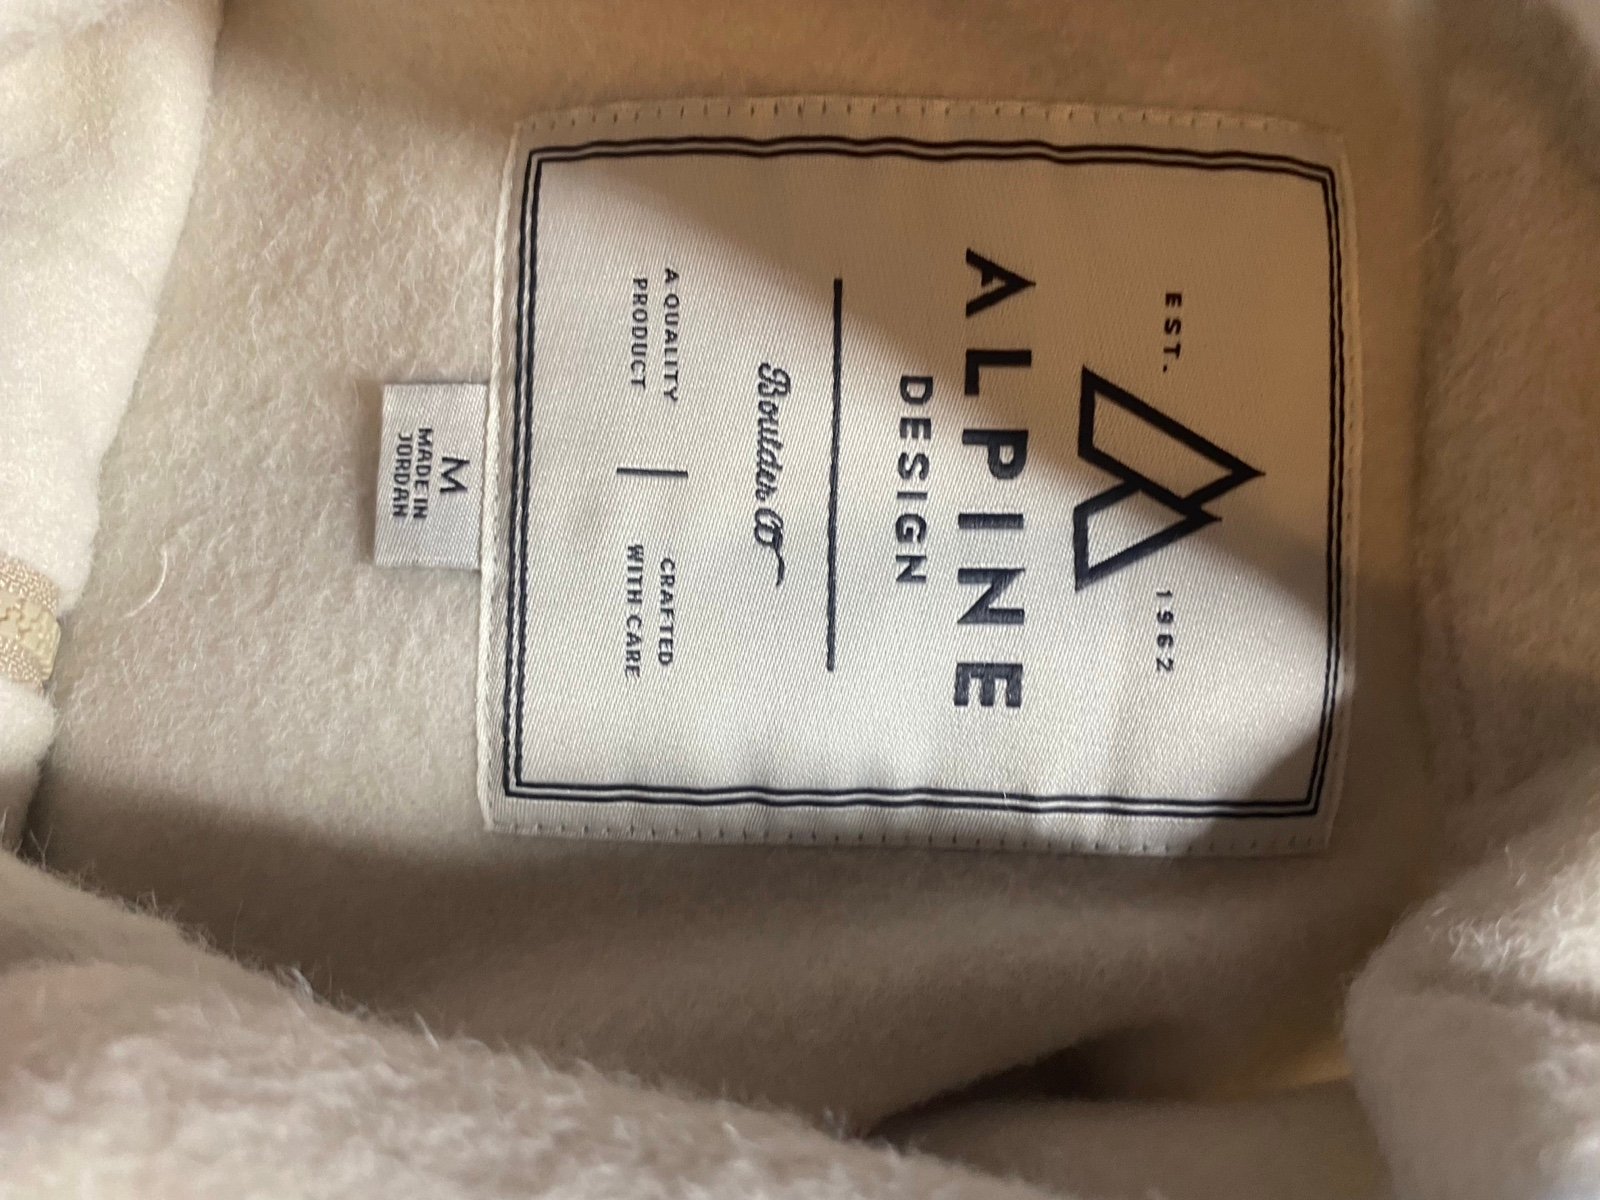 EST. 1962
ALPINE
DESIGN
Boulder CO
A QUALITY
PRODUCT
CRAFTED
WITH CARE
M
MADE IN
JORDAN